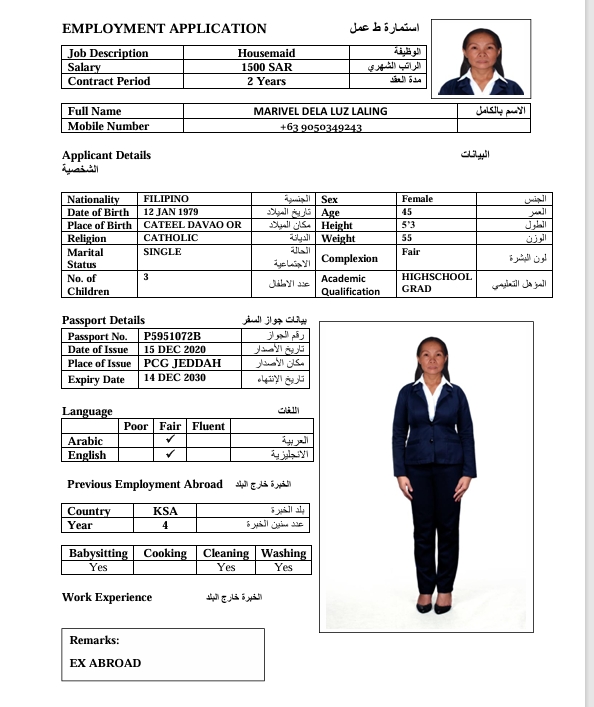 EMPLOYMENT APPLICATION استمارة ط عمل
Job Description Housemaid الوظيفة
Salary 1500 SAR الراتب الشهري
Contract Period 2 Years مدة العقد
Full Name MARIVEL DELA LUZ LALING الاسم بالكامل
Mobile Number +63 9050349243
Applicant Details البيانات
الشخصية
Nationality FILIPINO الجنسية Sex Female الجنس
Date of Birth 12 JAN 1979 تاريخ الميلاد Age 45 العمر
Place of Birth CATEEL DAVAO OR مكان الميلاد Height 5'3 الطول
Religion CATHOLIC الديانة Weight 55 الوزن
Marital Status SINGLE الحالة الاجتماعية Complexion Fair لون البشرة
No. of Children 3 عدد الاطفال Academic Qualification HIGHSCHOOL GRAD المؤهل التعليمي
Passport Details بيانات جواز السفر
Passport No. P5951072B رقم الجواز
Date of Issue 15 DEC 2020 تاريخ الأصدار
Place of Issue PCG JEDDAH مكان الأصدار
Expiry Date 14 DEC 2030 تاريخ الإنتهاء
Language اللغات
Poor Fair Fluent
Arabic ✓ العربية
English ✓ الانجليزية
Previous Employment Abroad الخبرة خارج البلد
Country KSA بلد الخبرة
Year 4 عدد سنين الخبرة
Babysitting Cooking Cleaning Washing
Yes Yes Yes
Work Experience الخبرة خارج البلد
Remarks:
EX ABROAD